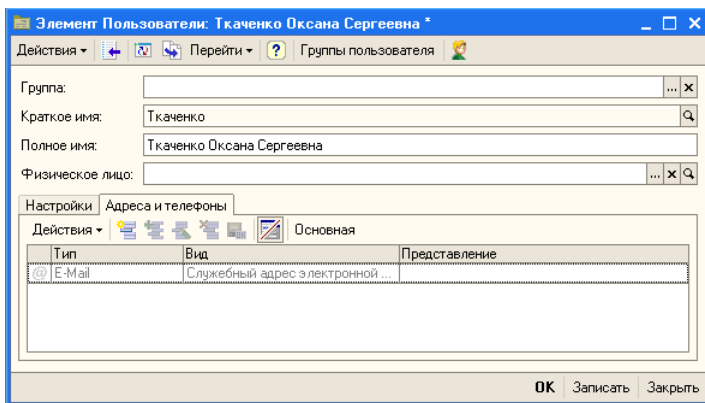 Элемент Пользователи: Ткаченко Оксана Сергеевна *
Действия Перейти ? Группы пользователя
Группа: ... x
Краткое имя: Ткаченко
Полное имя: Ткаченко Оксана Сергеевна
Физическое лицо: ... x
Настройки Адреса и телефоны
Действия Основная
Тип Вид Представление
@ E-Mail Служебный адрес электронной ...
OK Записать Закрыть